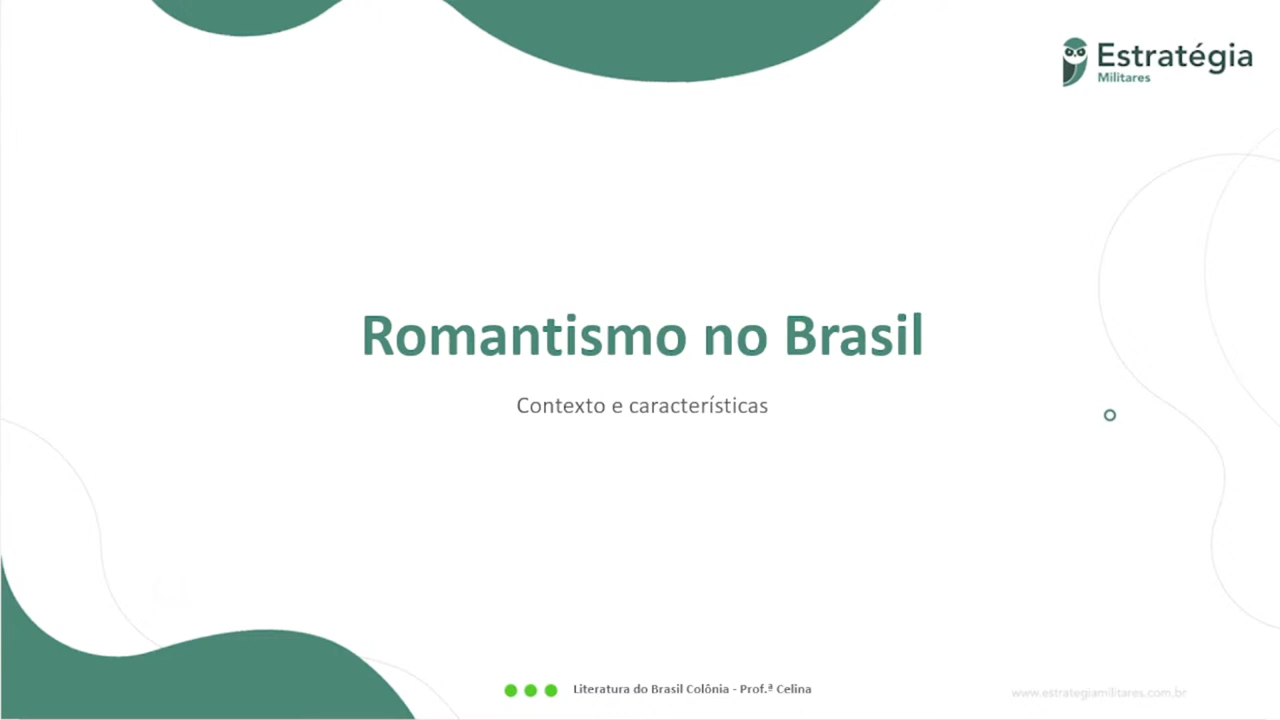 Estratégia
Militares
Romantismo no Brasil
Contexto e características
Literatura do Brasil Colônia - Prof.ª Celina
www.estrategiamilitares.com.br